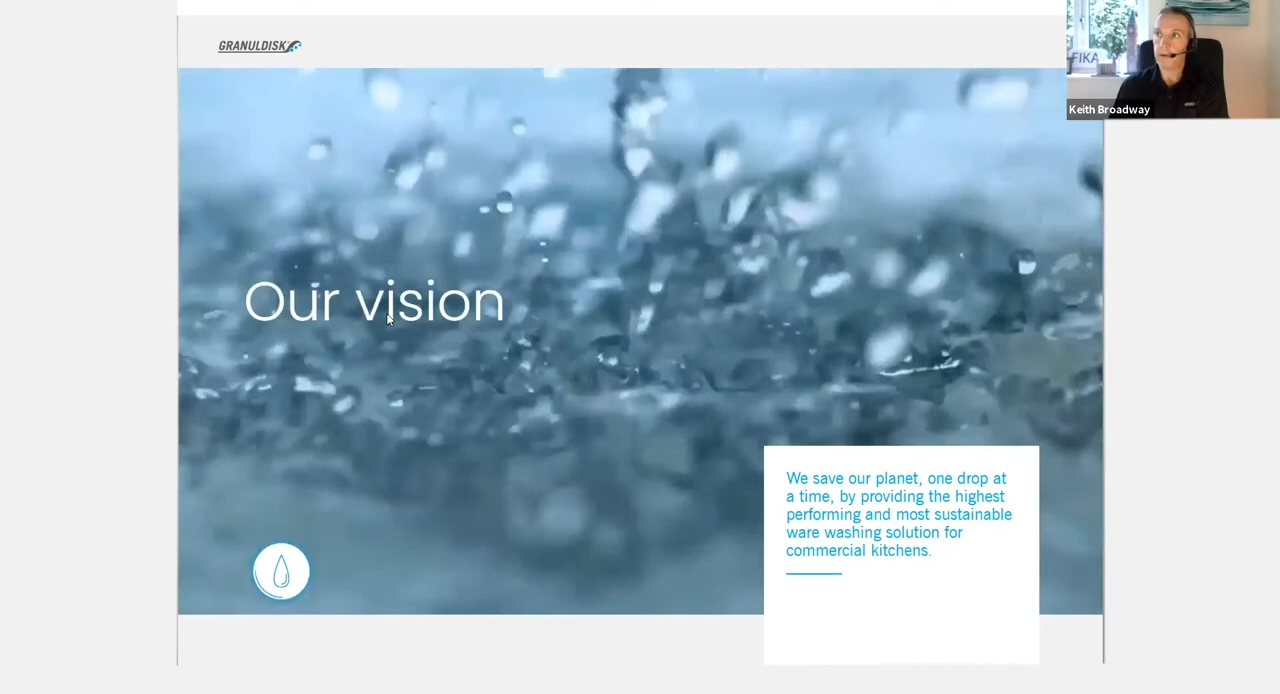 GRANULDISK
FIKA
Keith Broadway
Our vision
We save our planet, one drop at
a time, by providing the highest
performing and most sustainable
ware washing solution for
commercial kitchens.